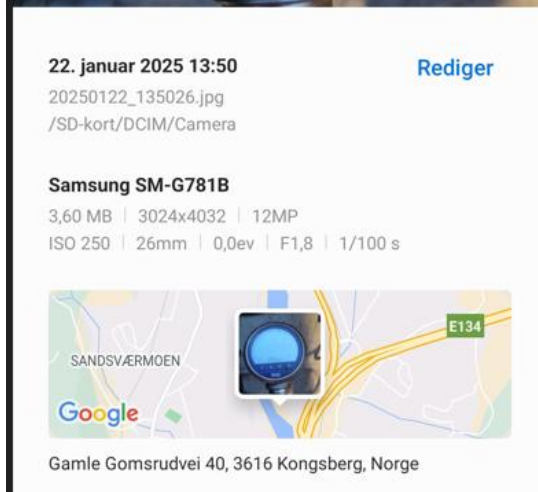 22. januar 2025 13:50
Rediger
20250122_135026.jpg
/SD-kort/DCIM/Camera
Samsung SM-G781B
3,60 MB | 3024x4032 | 12MP
ISO 250 | 26mm | 0,0ev | F1,8 | 1/100 s
E134
SANDSVÆRMOEN
Google
Gamle Gomsrudvei 40, 3616 Kongsberg, Norge